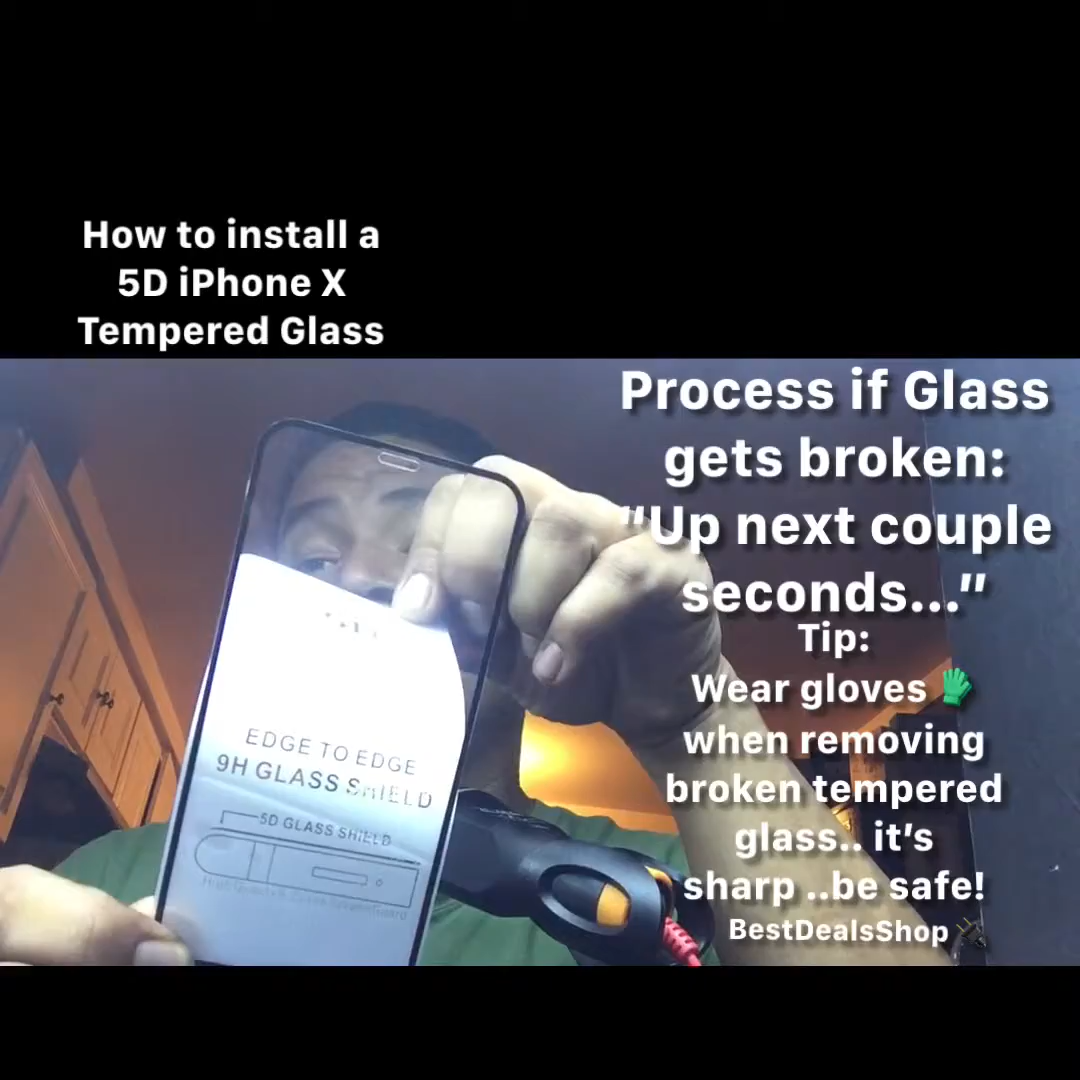 How to install a
5D iPhone X
Tempered Glass
Process if Glass
gets broken:
"Up next couple
seconds..."
Tip:
Wear gloves 🧤
when removing
broken tempered
glass.. it's
sharp ..be safe!
BestDealsShop 🔌
EDGE TO EDGE
9H GLASS SHIELD
5D GLASS SHIELD